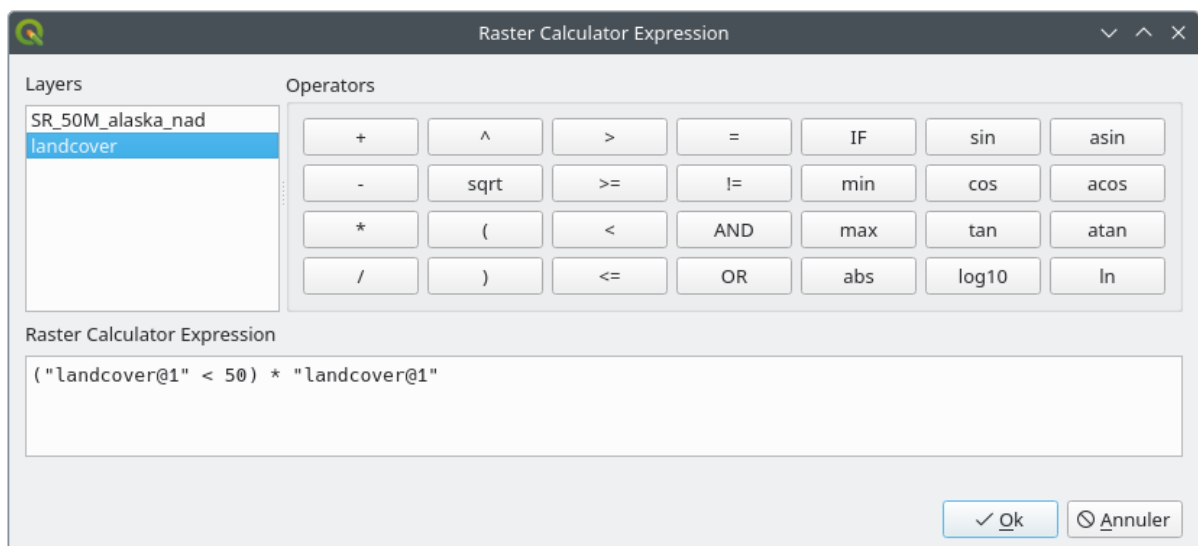 Raster Calculator Expression
Layers
Operators
SR_50M_alaska_nad
landcover
+ ^ > = IF sin asin
- sqrt >= != min cos acos
* ( < AND max tan atan
/ ) <= OR abs log10 ln
Raster Calculator Expression
("landcover@1" < 50) * "landcover@1"
Ok Annuler